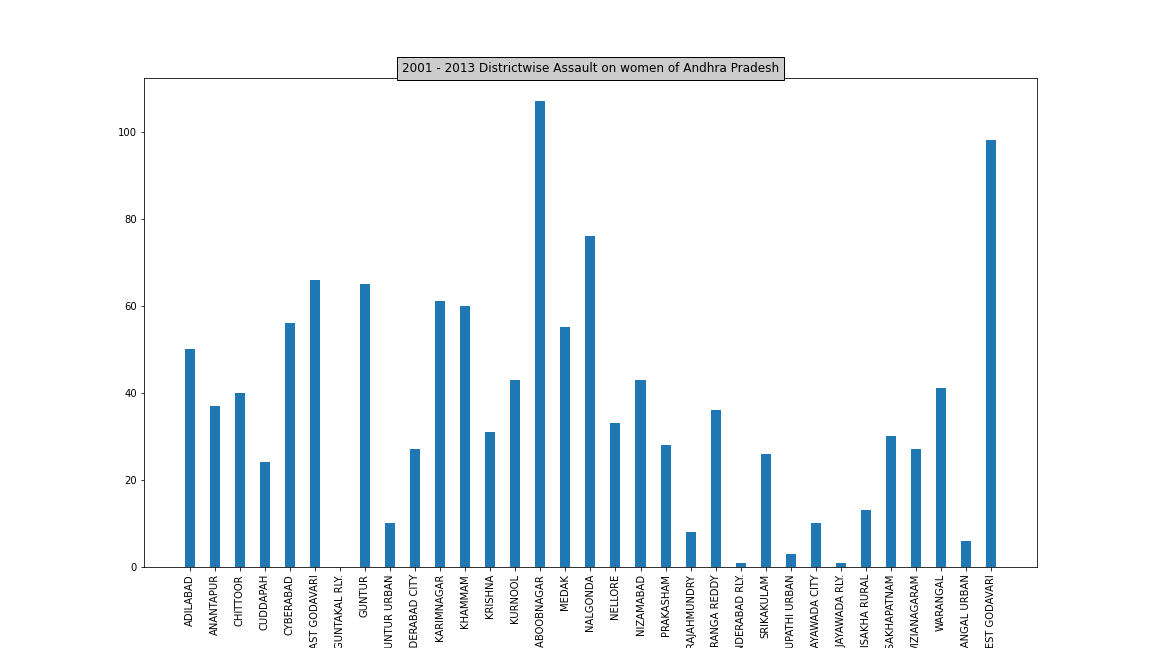 2001 - 2013 Districtwise Assault on women of Andhra Pradesh
100
80
60
40
20
0
ADILABAD
ANANTAPUR
CHITTOOR
CUDDAPAH
CYBERABAD
AST GODAVARI
GUNTAKAL RLY.
GUNTUR
UNTUR URBAN
DERABAD CITY
KARIMNAGAR
KHAMMAM
KRISHNA
KURNOOL
ABOOBNAGAR
MEDAK
NALGONDA
NELLORE
NIZAMABAD
PRAKASHAM
RAJAHMUNDRY
RANGA REDDY
NDERABAD RLY.
SRIKAKULAM
UPATHI URBAN
AYAWADA CITY
JAYAWADA RLY.
ISAKHA RURAL
SAKHAPATNAM
IZIANAGARAM
WARANGAL
ANGAL URBAN
EST GODAVARI